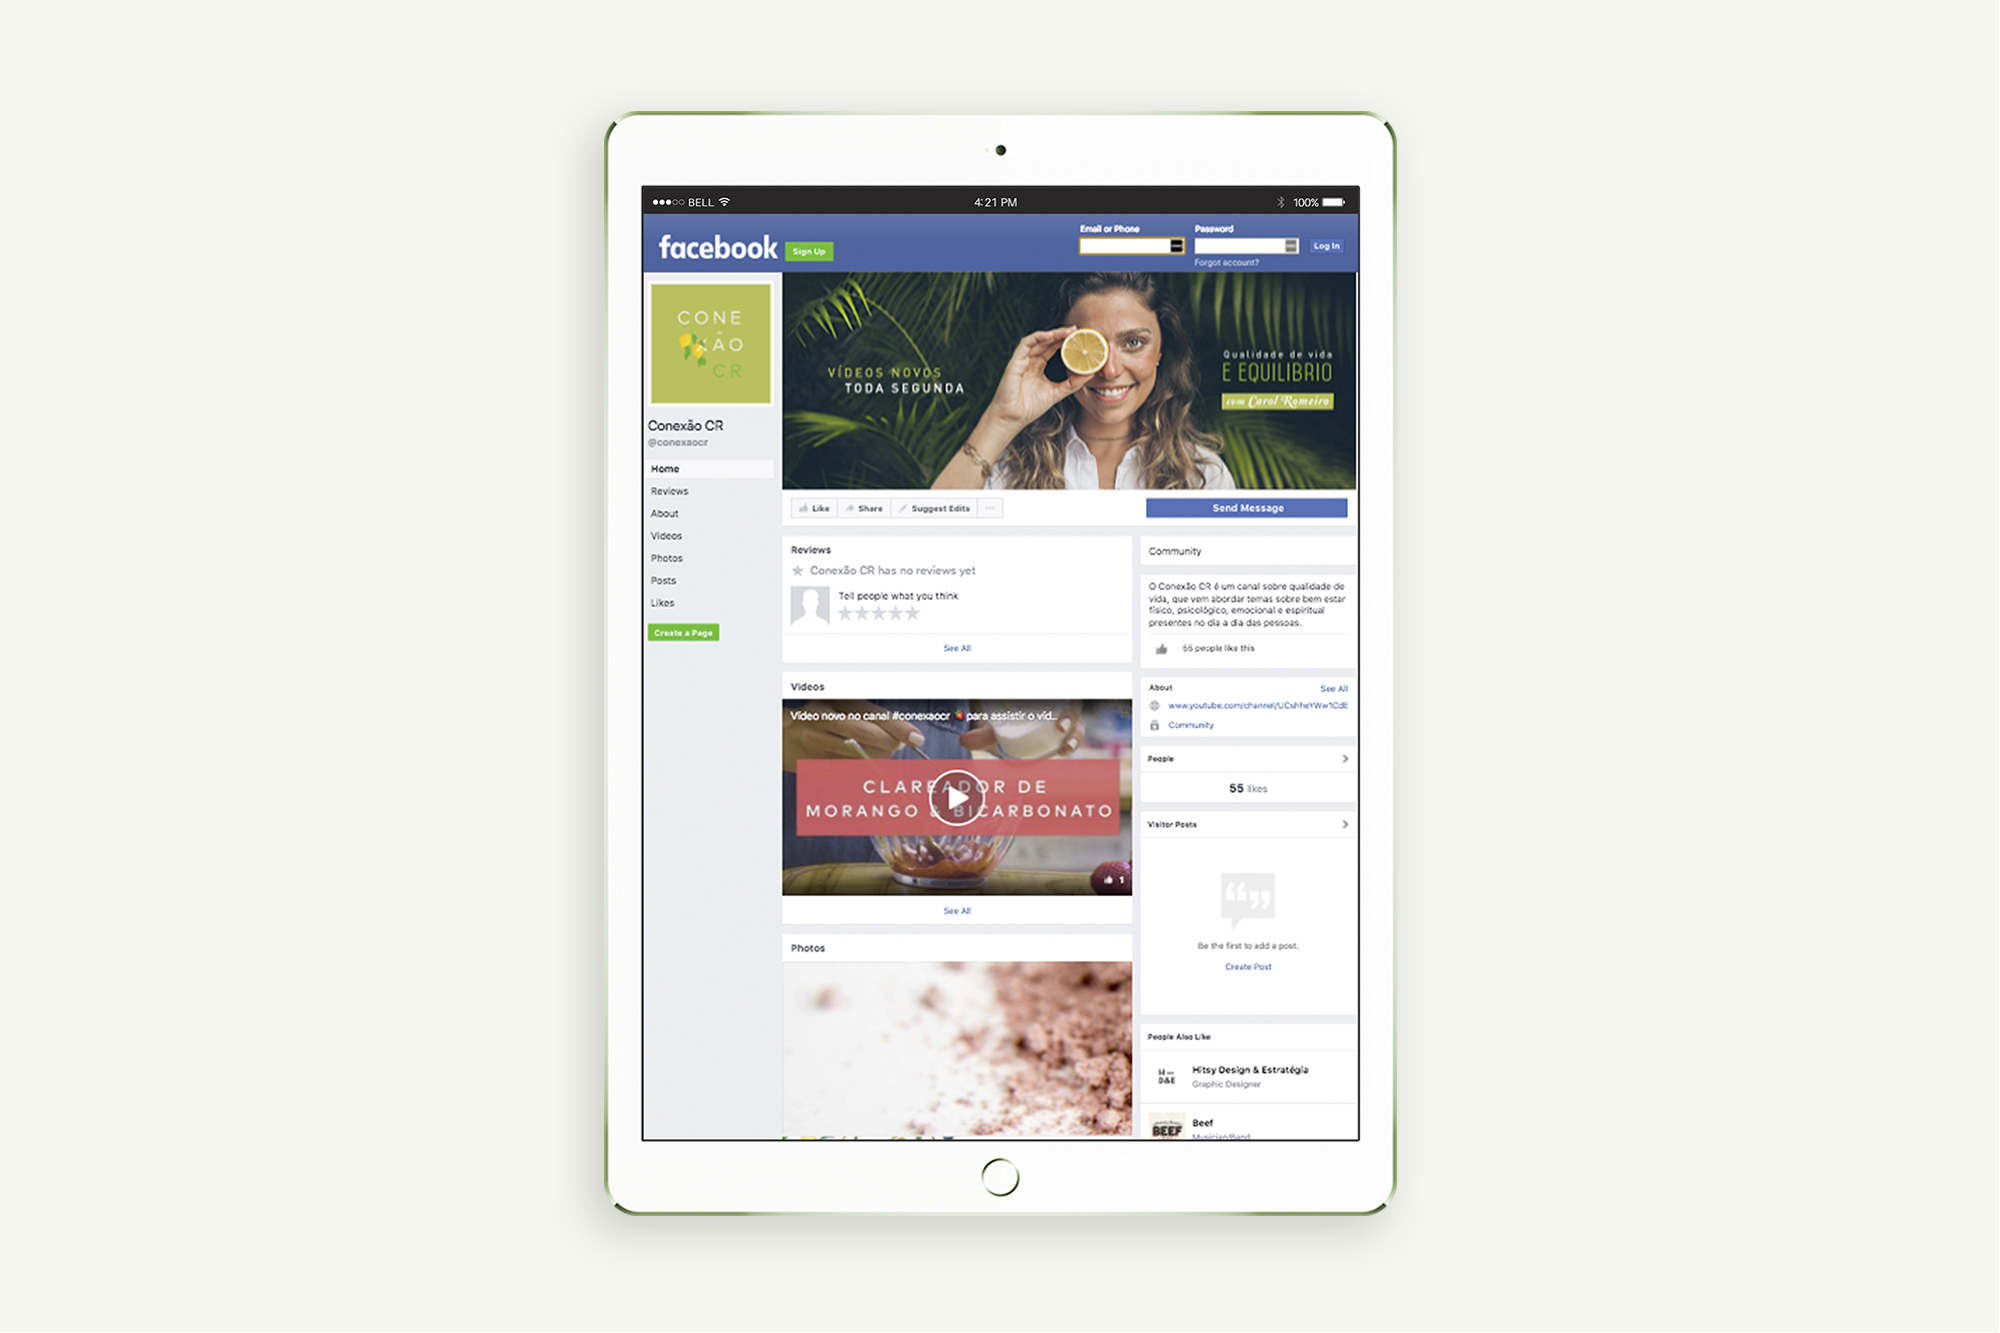 BELL
4:21 PM
100%
facebook
Sign Up
Email or Phone
Password
Log In
Forgot account?
CONE
XÃO
CR
Conexão CR
@conexaocr
Home
Reviews
About
Videos
Photos
Posts
Likes
Create a Page
VÍDEOS NOVOS
TODA SEGUNDA
Qualidade de vida
E EQUILIBRIO
com Carol Romeiro
Like
Share
Suggest Edits
Send Message
Reviews
Conexão CR has no reviews yet
Tell people what you think
See All
Videos
Vídeo novo no canal #conexaocr 🍓 para assistir o víd...
CLAREADOR DE
MORANGO & BICARBONATO
1
See All
Photos
Community
O Conexão CR é um canal sobre qualidade de
vida, que vem abordar temas sobre bem estar
físico, psicológico, emocional e espiritual
presentes no dia a dia das pessoas.
55 people like this
About
See All
www.youtube.com/channel/UCshheYWw1CdE
Community
People
55 likes
Visitor Posts
Be the first to add a post.
Create Post
People Also Like
H—
D&E
Hitsy Design & Estratégia
Graphic Designer
BEEF
Beef
Musician/Band